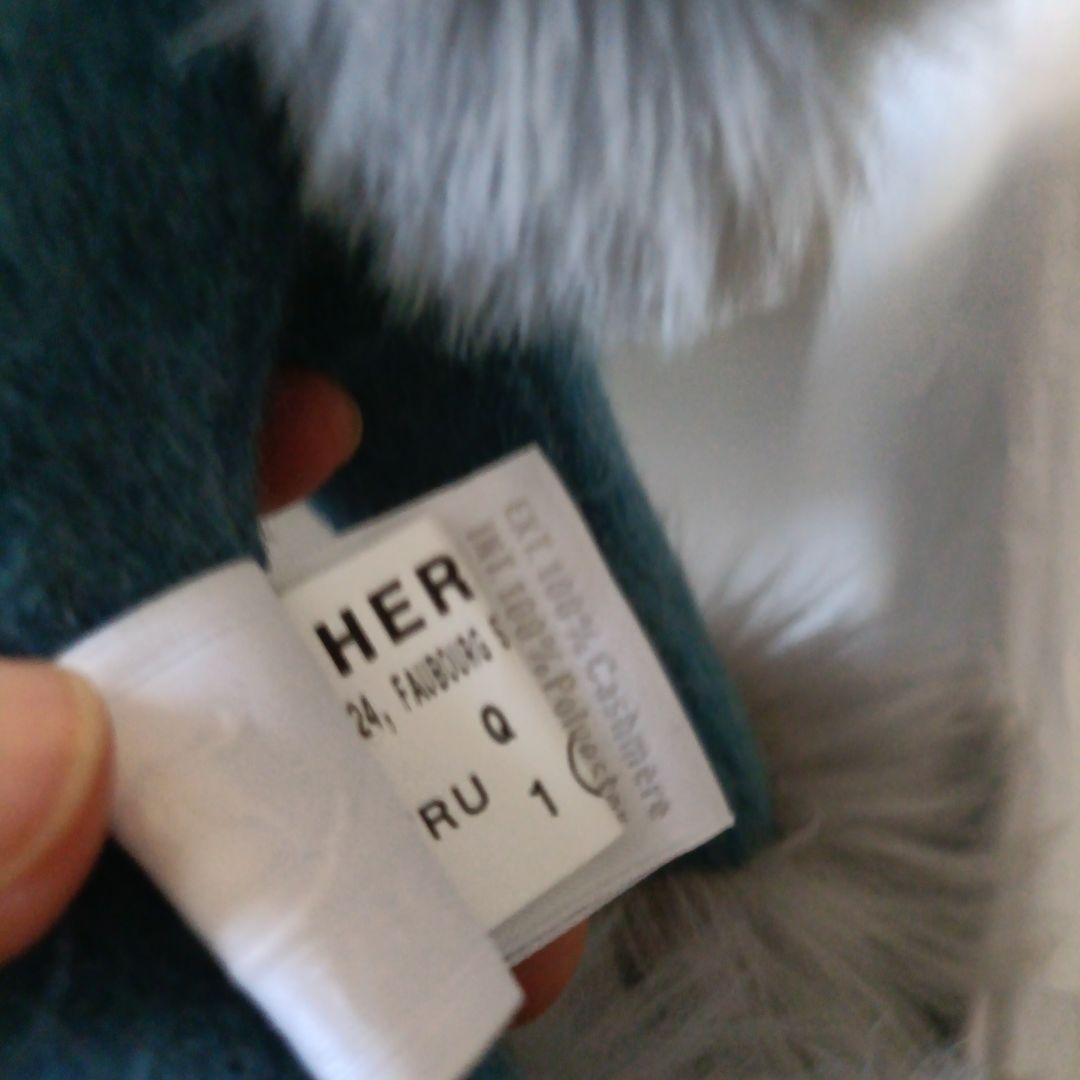 HER
24, FAUBOURG S
Q
RU 1
EXT. 100% Cashmere
INT. 100% Polyester